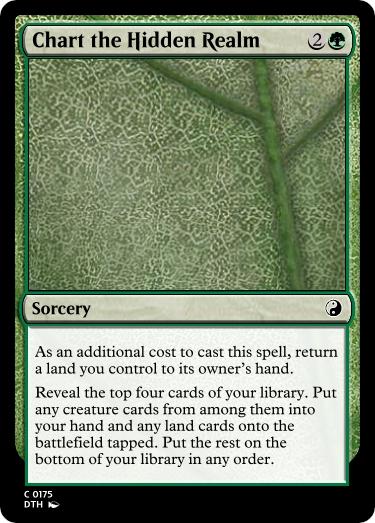 Chart the Hidden Realm 2
Sorcery
As an additional cost to cast this spell, return
a land you control to its owner's hand.
Reveal the top four cards of your library. Put
any creature cards from among them into
your hand and any land cards onto the
battlefield tapped. Put the rest on the
bottom of your library in any order.
C 0175
DTH